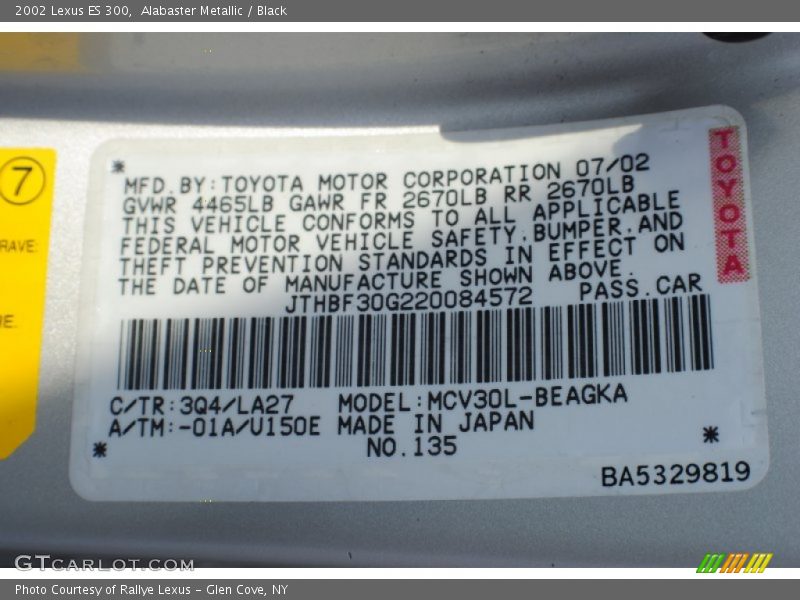 2002 Lexus ES 300, Alabaster Metallic / Black
7
RAVE.
E.
MFD.BY:TOYOTA MOTOR CORPORATION 07/02
GVWR 4465LB GAWR FR 2670LB RR 2670LB
THIS VEHICLE CONFORMS TO ALL APPLICABLE
FEDERAL MOTOR VEHICLE SAFETY,BUMPER,AND
THEFT PREVENTION STANDARDS IN EFFECT ON
THE DATE OF MANUFACTURE SHOWN ABOVE.
JTHBF30G220084572 PASS.CAR
TOYOTA
C/TR:3Q4/LA27 MODEL:MCV30L-BEAGKA
A/TM:-01A/U150E MADE IN JAPAN
NO.135
BA5329819
GTCARLOT.COM
Photo Courtesy of Rallye Lexus - Glen Cove, NY